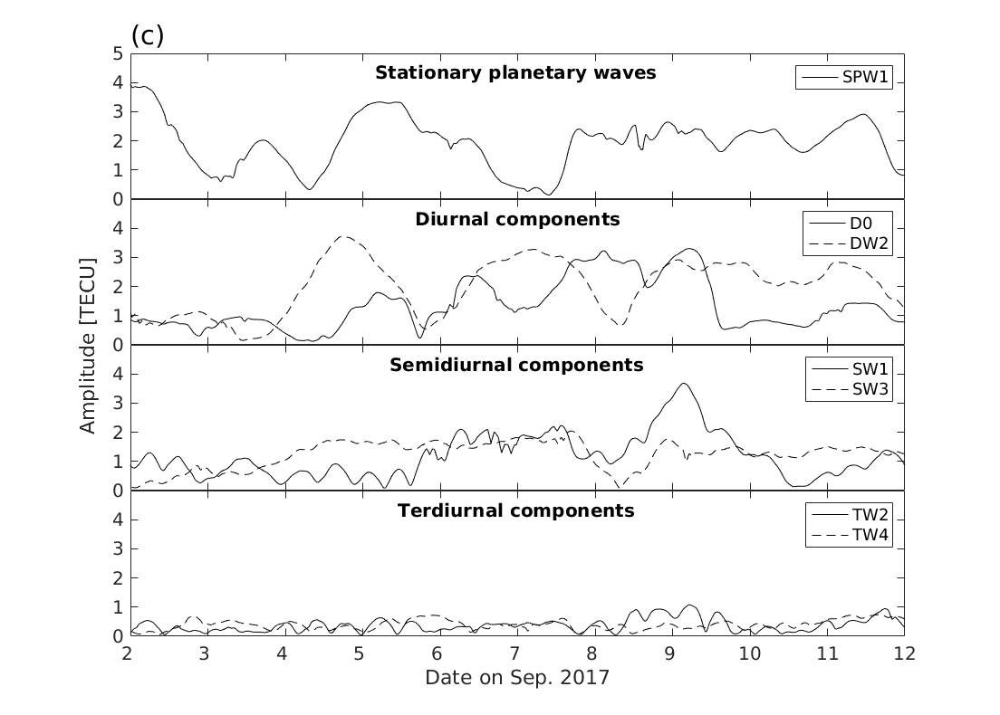 (c)
5
Stationary planetary waves
SPW1
4
3
2
1
0
Diurnal components
D0
DW2
4
3
2
1
0
Amplitude [TECU]
Semidiurnal components
SW1
SW3
4
3
2
1
0
Terdiurnal components
TW2
TW4
4
3
2
1
0
2 3 4 5 6 7 8 9 10 11 12
Date on Sep. 2017